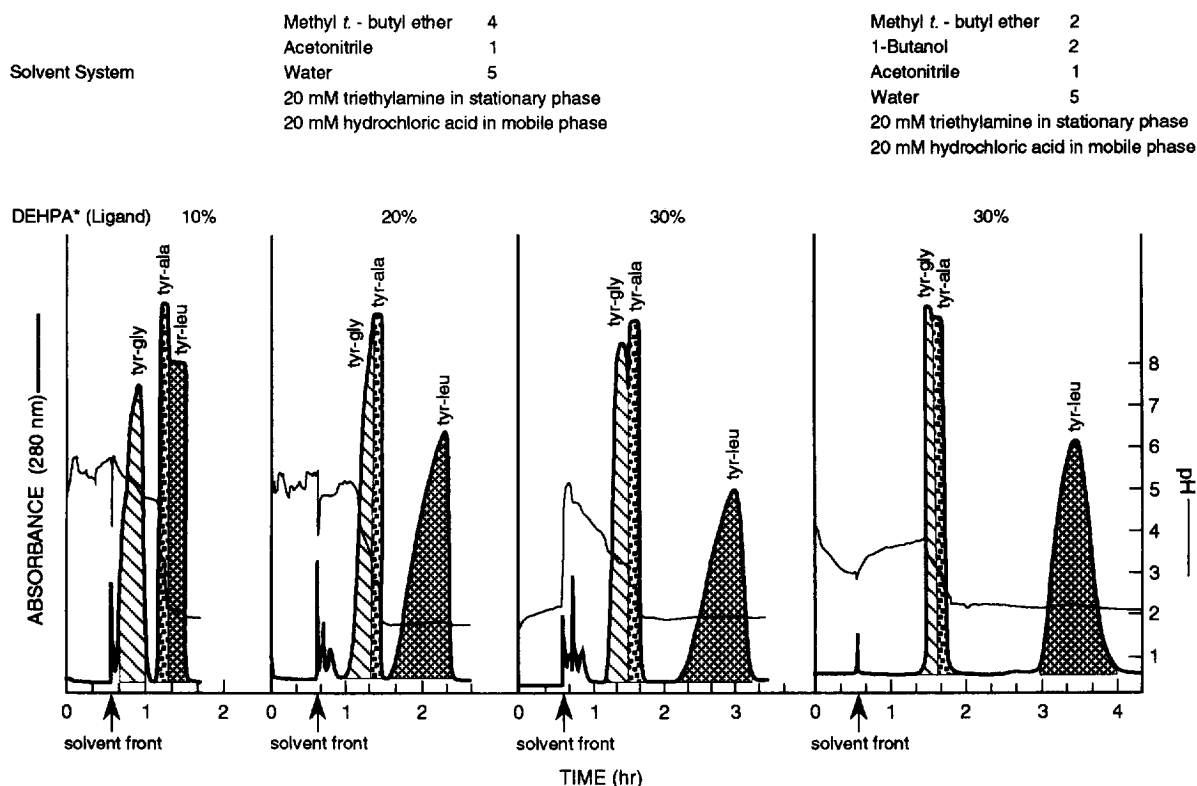 Solvent System
Methyl t. - butyl ether 4
Acetonitrile 1
Water 5
20 mM triethylamine in stationary phase
20 mM hydrochloric acid in mobile phase
Methyl t. - butyl ether 2
1-Butanol 2
Acetonitrile 1
Water 5
20 mM triethylamine in stationary phase
20 mM hydrochloric acid in mobile phase
DEHPA* (Ligand) 10% 20% 30% 30%
ABSORBANCE (280 nm)
tyr-gly
tyr-ala
tyr-leu
0 1 2
solvent front
tyr-gly
tyr-ala
tyr-leu
0 1 2
solvent front
tyr-gly
tyr-ala
tyr-leu
0 1 2 3
solvent front
tyr-gly
tyr-ala
tyr-leu
0 1 2 3 4
solvent front
8
7
6
5
4
3
2
1
pH
TIME (hr)